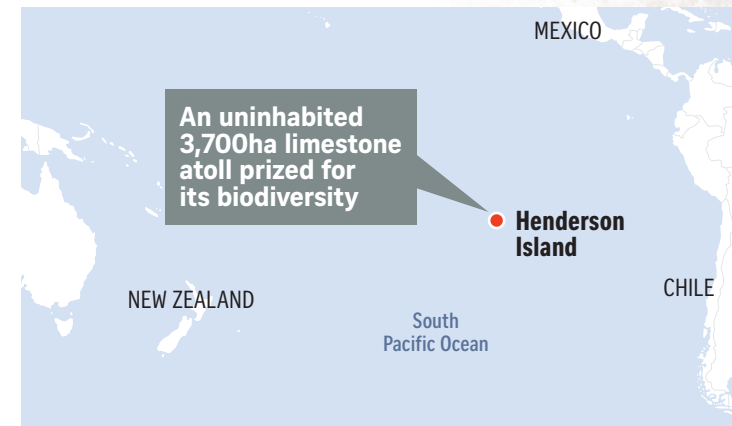 MEXICO
An uninhabited
3,700ha limestone
atoll prized for
its biodiversity
Henderson
Island
CHILE
NEW ZEALAND
South
Pacific Ocean